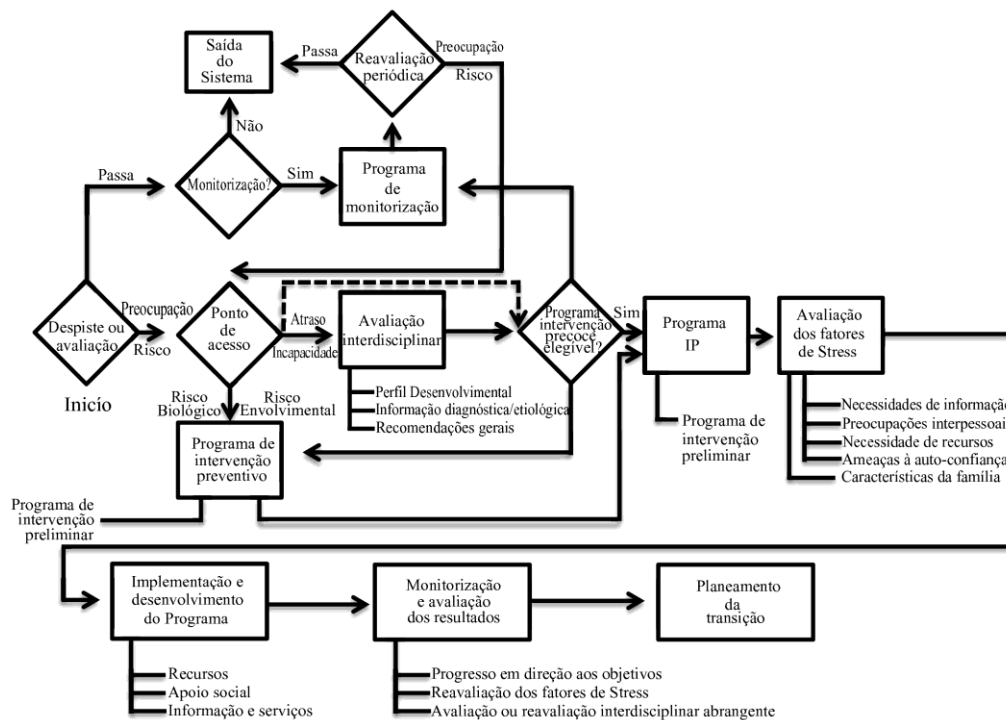 Saída
do
Sistema
Passa
Reavaliação
periódica
Preocupação
Risco
Não
Passa
Monitorização?
Sim
Programa
de
monitorização
Despiste ou
avaliação
Inicío
Preocupação
Risco
Ponto
de
acesso
Atraso
Incapacidade
Avaliação
interdisciplinar
Perfil Desenvolvimental
Informação diagnóstica/etiológica
Recomendações gerais
Programa
intervenção
precoce
elegível?
Sim
Programa
IP
Programa de
intervenção
preliminar
Avaliação
dos fatores
de Stress
Necessidades de informação
Preocupações interpessoai
Necessidade de recursos
Ameaças à auto-confiança
Características da família
Risco
Biológico
Risco
Envolvimental
Programa de
intervenção
preventivo
Programa de
intervenção
preliminar
Implementação e
desenvolvimento
do Programa
Recursos
Apoio social
Informação e serviços
Monitorização
e avaliação
dos resultados
Progresso em direção aos objetivos
Reavaliação dos fatores de Stress
Avaliação ou reavaliação interdisciplinar abrangente
Planeamento
da
transição